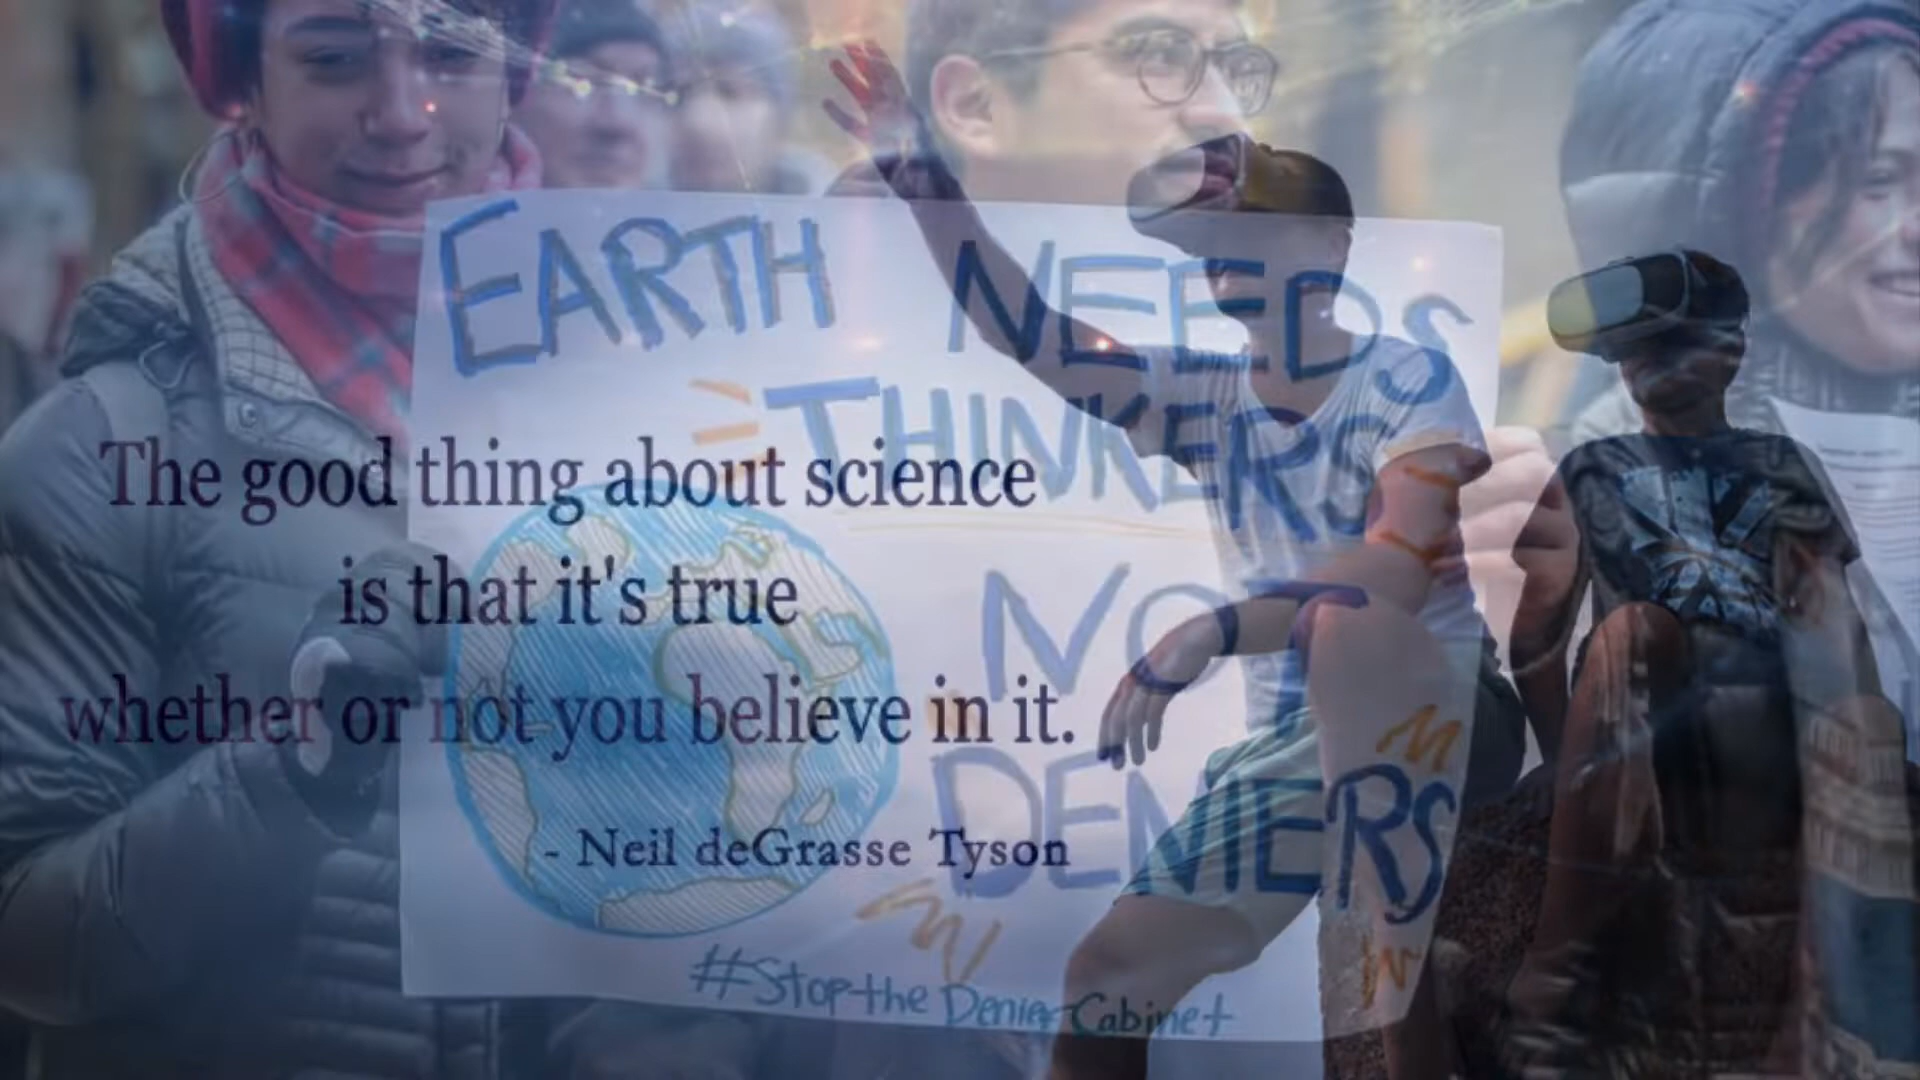 EARTH NEEDS
THINKERS
NOT
DENIERS
#Stop the Denier Cabinet
The good thing about science
is that it's true
whether or not you believe in it.
- Neil deGrasse Tyson